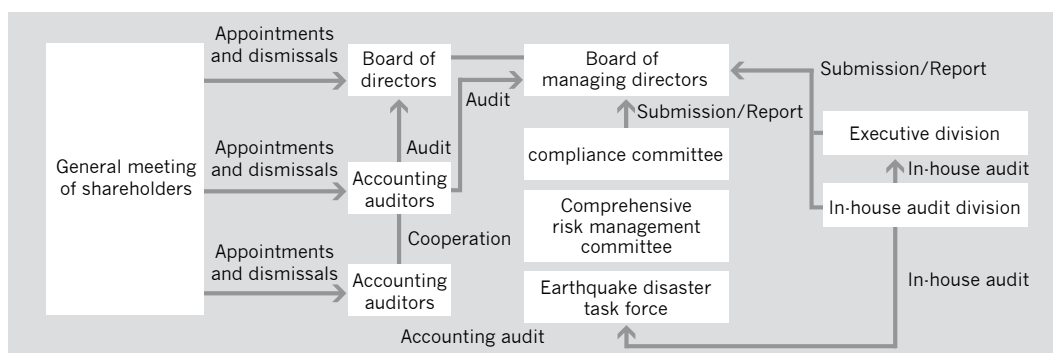 General meeting
of shareholders
Appointments
and dismissals
Appointments
and dismissals
Appointments
and dismissals
Board of
directors
Audit
Accounting
auditors
Cooperation
Accounting
auditors
Audit
Board of
managing directors
Submission/Report
compliance committee
Comprehensive
risk management
committee
Earthquake disaster
task force
Accounting audit
Submission/Report
Executive division
In-house audit
In-house audit division
In-house audit